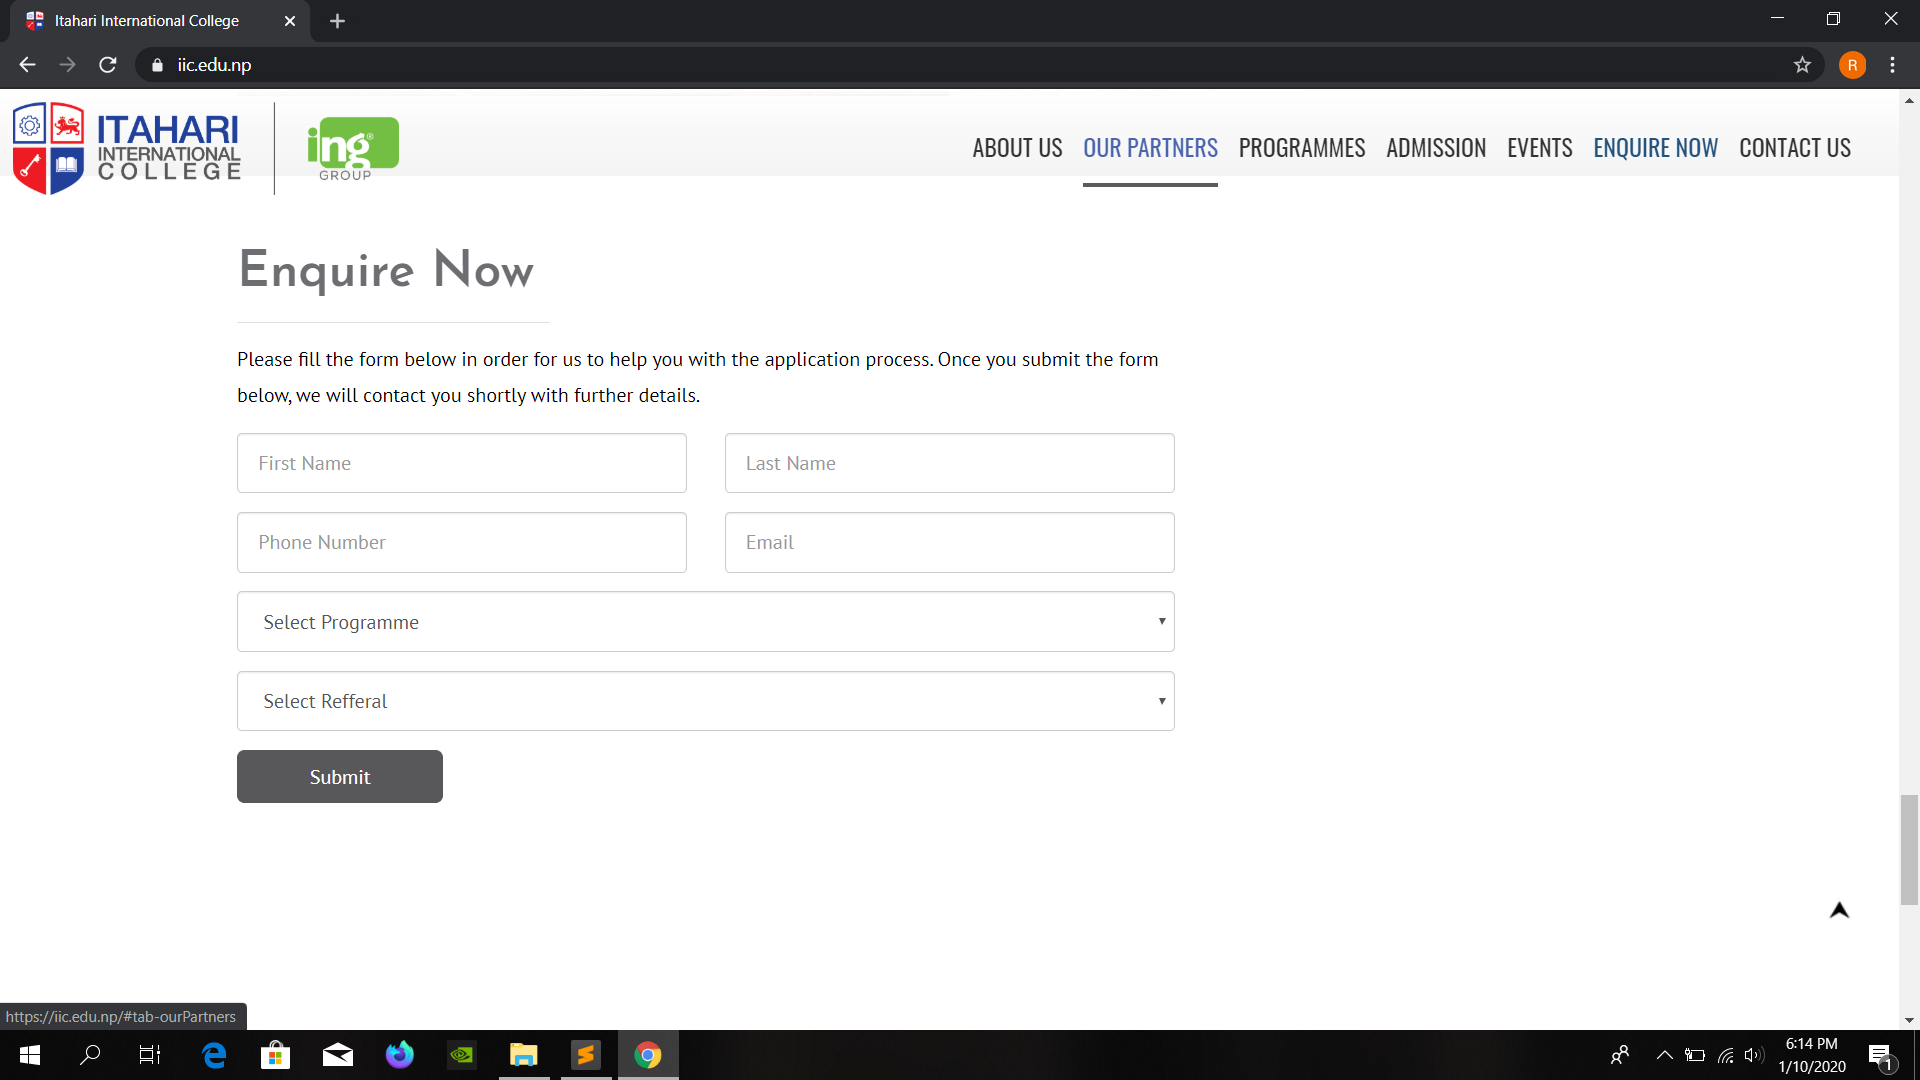 Itahari International College
iic.edu.np
ITAHARI
INTERNATIONAL
COLLEGE
ing®
GROUP
ABOUT US OUR PARTNERS PROGRAMMES ADMISSION EVENTS ENQUIRE NOW CONTACT US
Enquire Now
Please fill the form below in order for us to help you with the application process. Once you submit the form
below, we will contact you shortly with further details.
First Name Last Name
Phone Number Email
Select Programme
Select Refferal
Submit
https://iic.edu.np/#tab-ourPartners
6:14 PM
1/10/2020
R
1